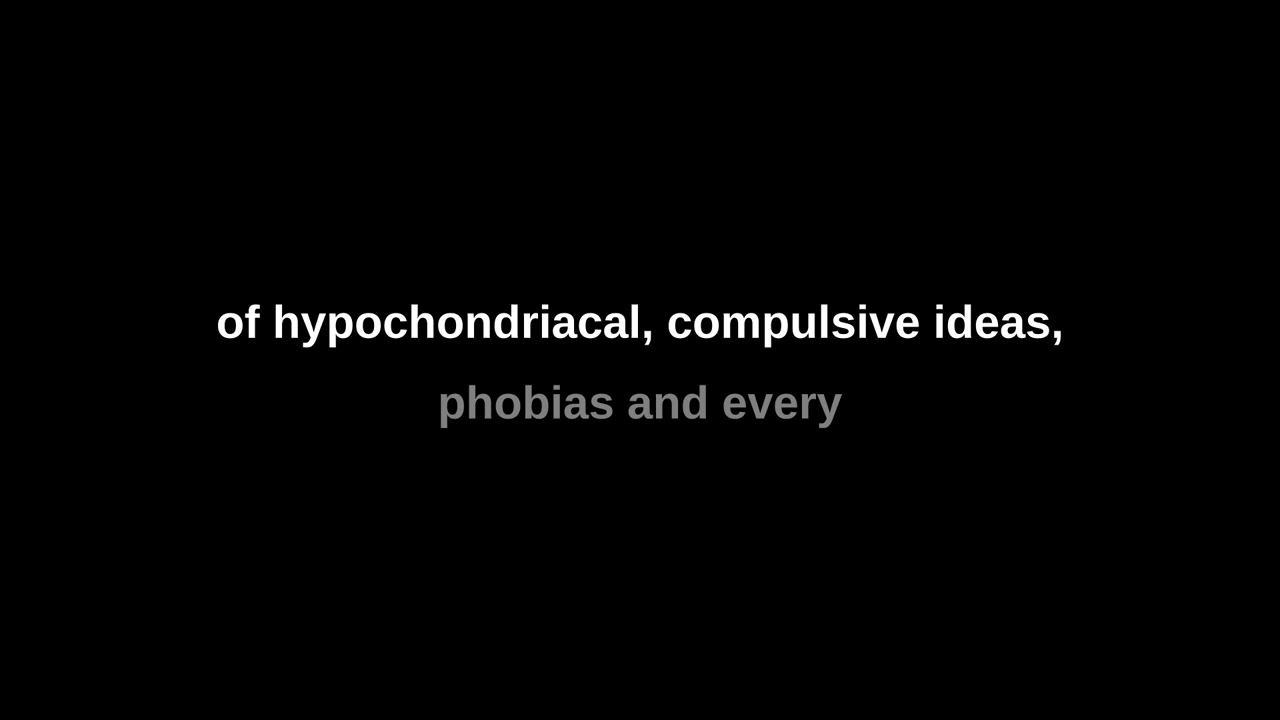 of hypochondriacal, compulsive ideas,
phobias and every